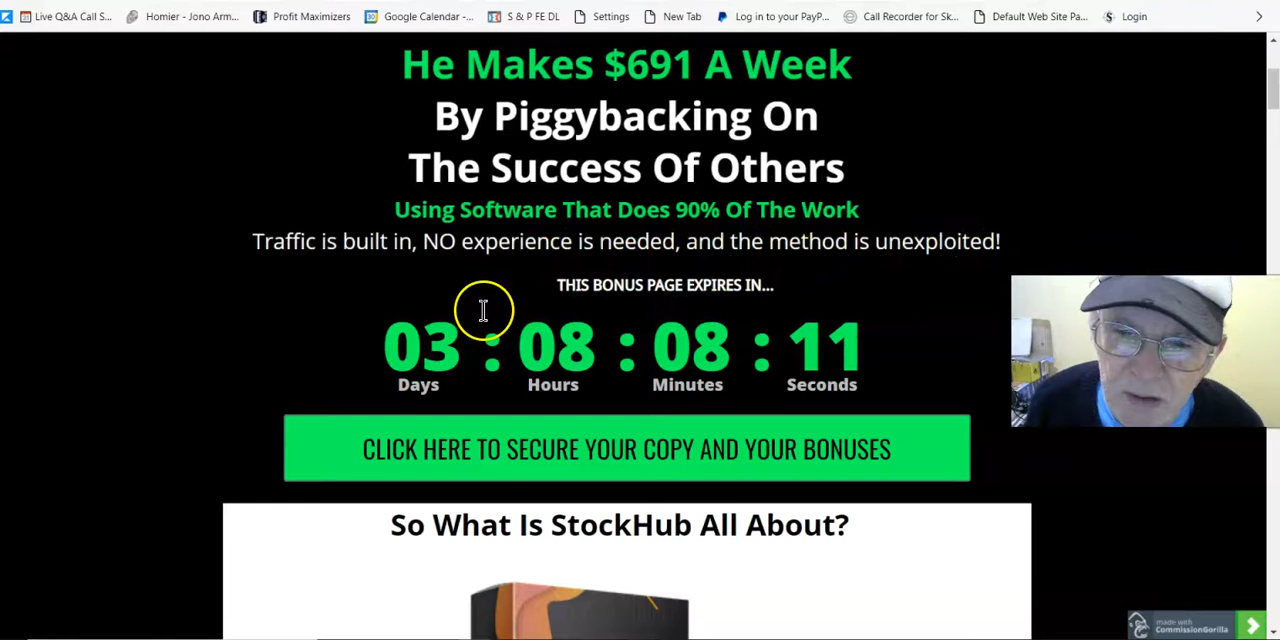 Live Q&A Call S...
Homier - Jono Arm...
Profit Maximizers
Google Calendar -...
S & P FE DL
Settings
New Tab
Log in to your PayP...
Call Recorder for Sk...
Default Web Site Pa...
Login
He Makes $691 A Week
By Piggybacking On
The Success Of Others
Using Software That Does 90% Of The Work
Traffic is built in, NO experience is needed, and the method is unexploited!
THIS BONUS PAGE EXPIRES IN...
03 : 08 : 08 : 11
Days Hours Minutes Seconds
CLICK HERE TO SECURE YOUR COPY AND YOUR BONUSES
So What Is StockHub All About?
made with
CommissionGorilla